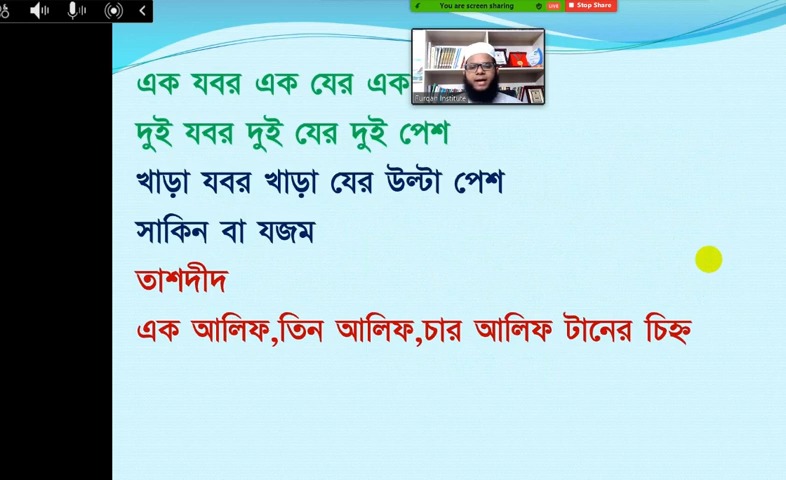 You are screen sharing LIVE Stop Share
এক যবর এক যের এক
Furqan Institute
দুই যবর দুই যের দুই পেশ
খাড়া যবর খাড়া যের উল্টা পেশ
সাকিন বা যজম
তাশদীদ
এক আলিফ,তিন আলিফ,চার আলিফ টানের চিহ্ন